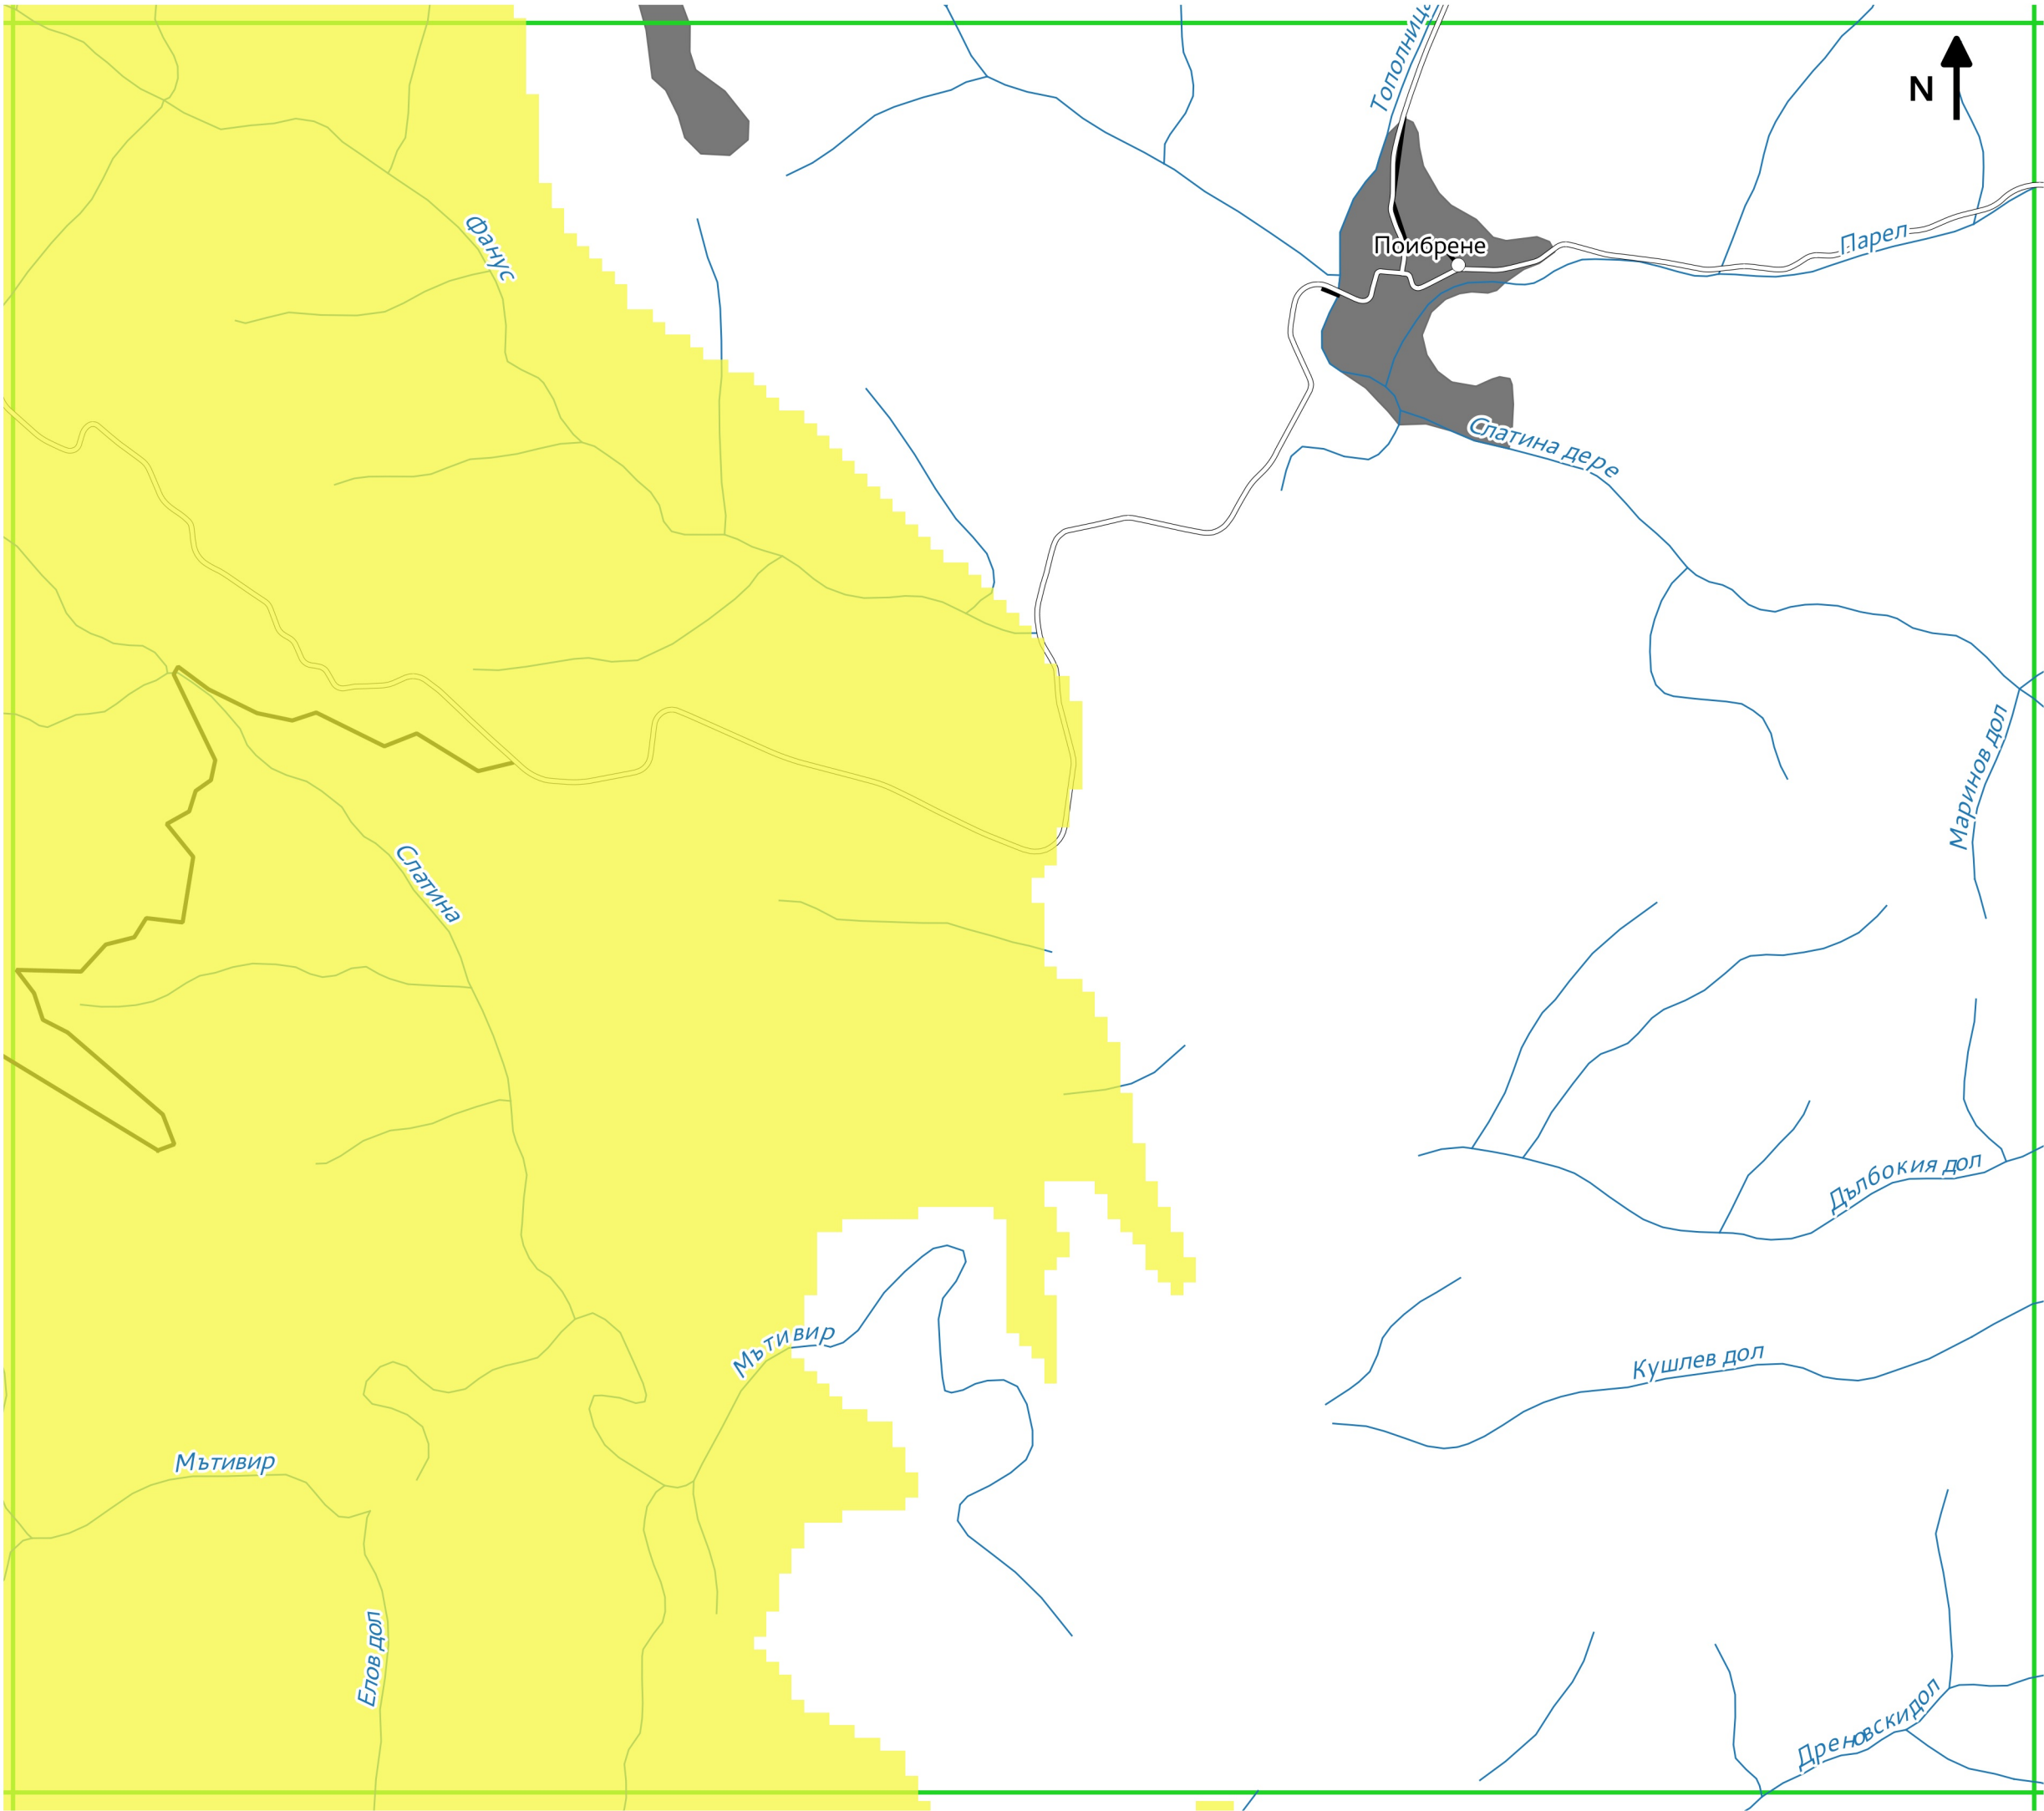 Тополница
N
Фанус
Парел
Поибрене
Слатина дере
Маринов дол
Слатина
Дълбокия дол
Мътивир
Кушлев дол
Мътивир
Елов дол
Дреновски дол